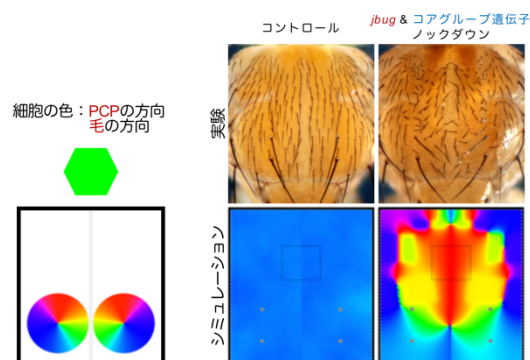 コントロール
jbug & コアグループ遺伝子
ノックダウン
細胞の色：PCPの方向
毛の方向
実験
シミュレーション